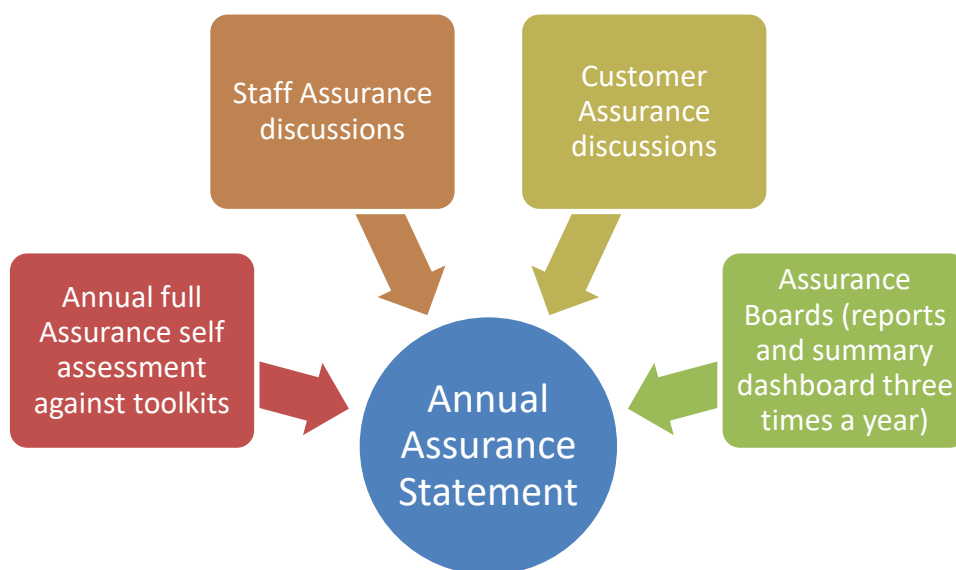 Staff Assurance
discussions
Customer
Assurance
discussions
Annual full
Assurance self
assessment
against toolkits
Assurance
Boards (reports
and summary
dashboard three
times a year)
Annual
Assurance
Statement